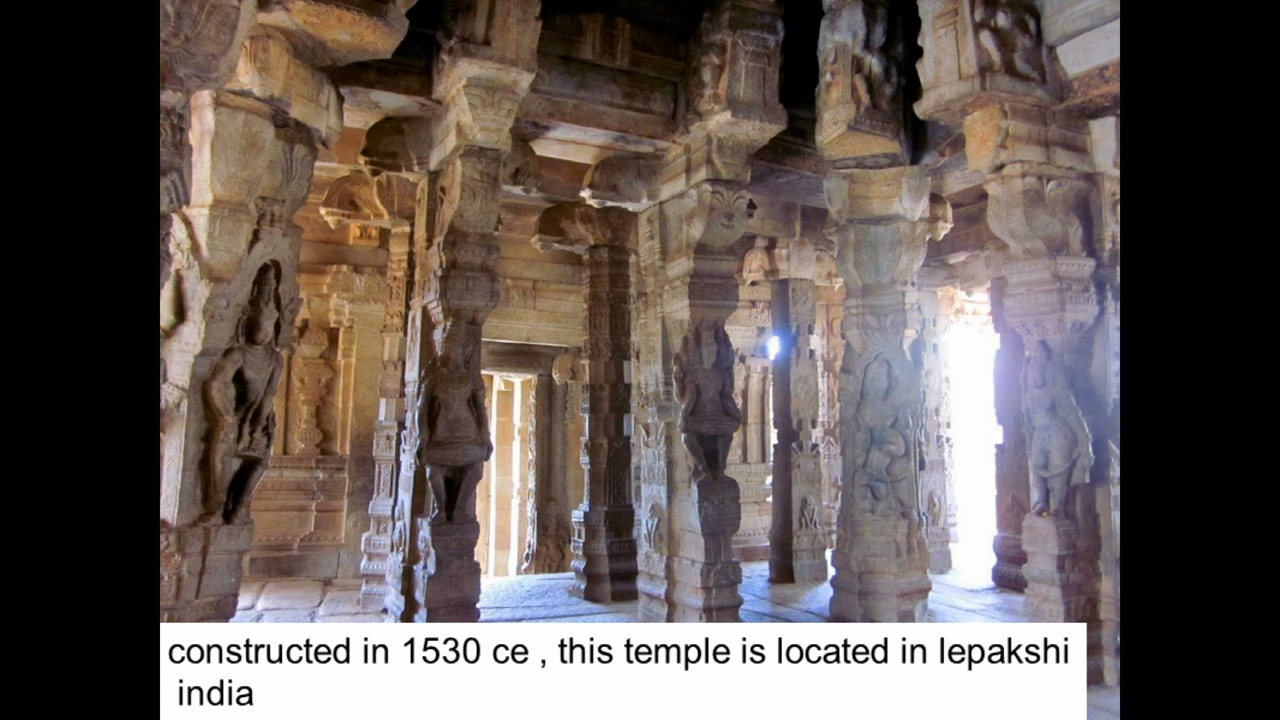 constructed in 1530 ce , this temple is located in lepakshi
india